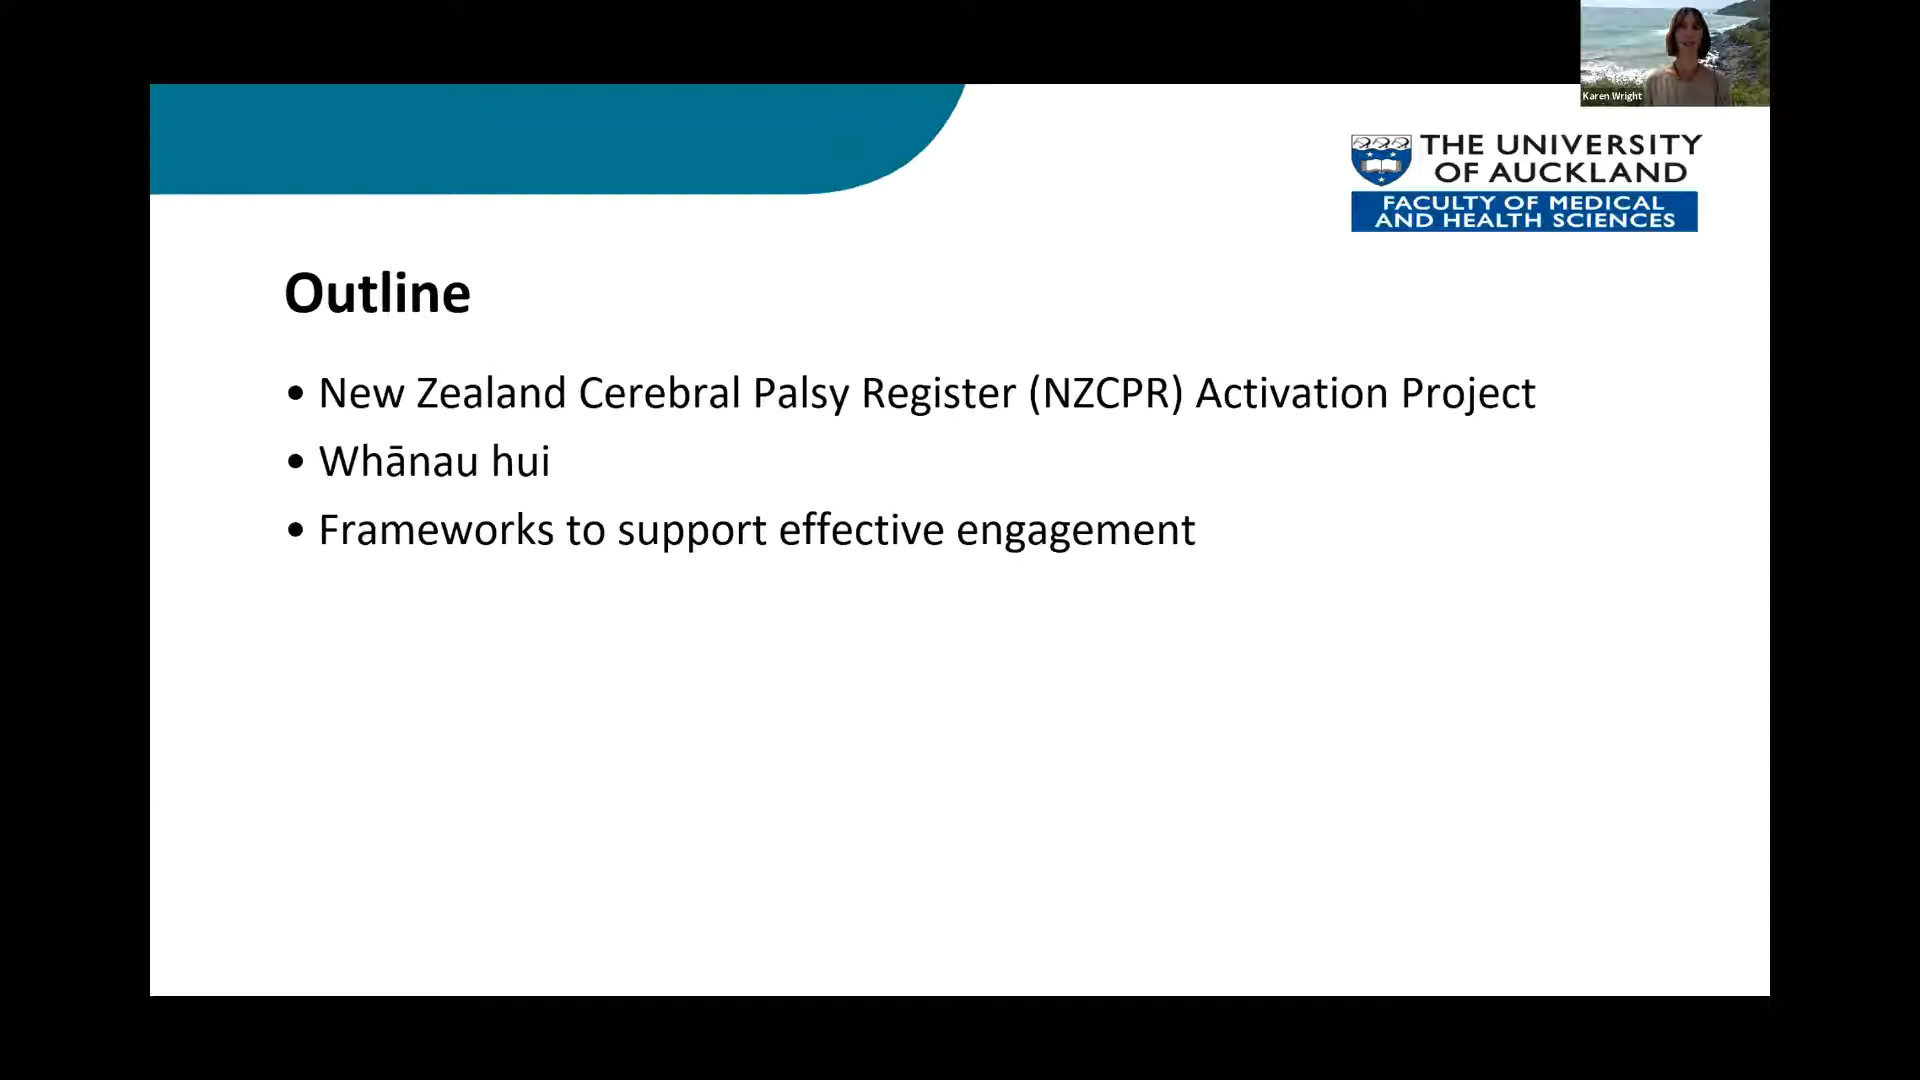 Karen Wright
THE UNIVERSITY
OF AUCKLAND
FACULTY OF MEDICAL
AND HEALTH SCIENCES
Outline
• New Zealand Cerebral Palsy Register (NZCPR) Activation Project
• Whānau hui
• Frameworks to support effective engagement